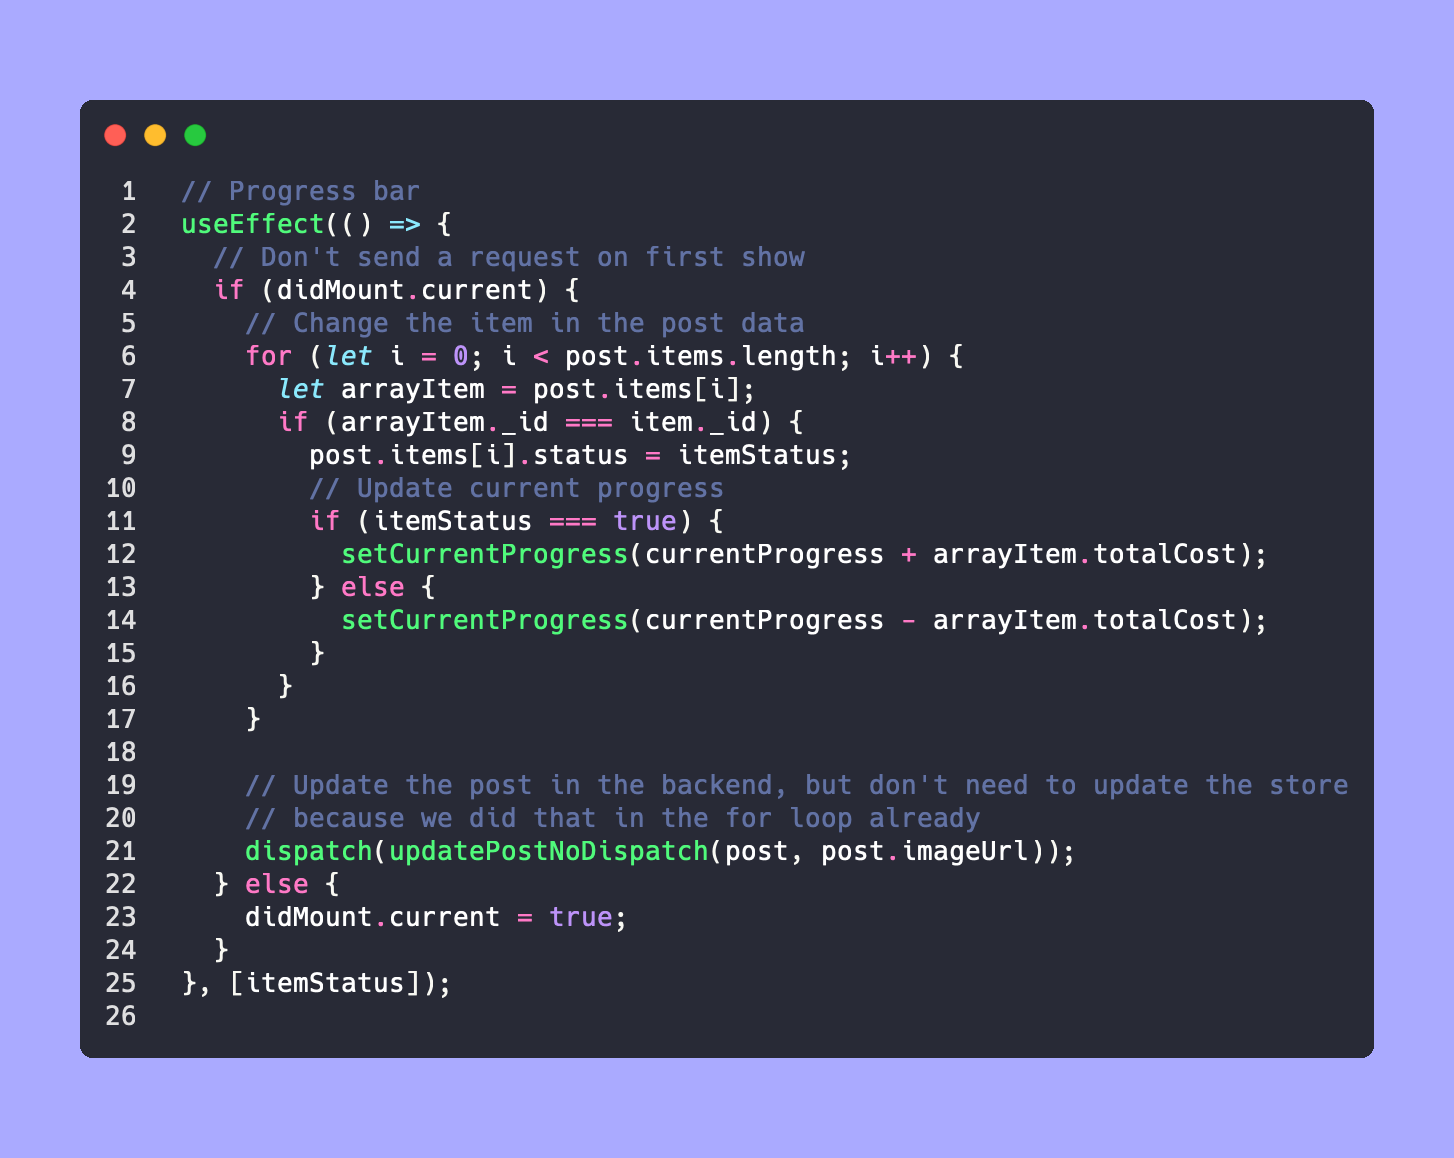 1 // Progress bar
2 useEffect(() => {
3 // Don't send a request on first show
4 if (didMount.current) {
5 // Change the item in the post data
6 for (let i = 0; i < post.items.length; i++) {
7 let arrayItem = post.items[i];
8 if (arrayItem._id === item._id) {
9 post.items[i].status = itemStatus;
10 // Update current progress
11 if (itemStatus === true) {
12 setCurrentProgress(currentProgress + arrayItem.totalCost);
13 } else {
14 setCurrentProgress(currentProgress - arrayItem.totalCost);
15 }
16 }
17 }
18
19 // Update the post in the backend, but don't need to update the store
20 // because we did that in the for loop already
21 dispatch(updatePostNoDispatch(post, post.imageUrl));
22 } else {
23 didMount.current = true;
24 }
25 }, [itemStatus]);
26